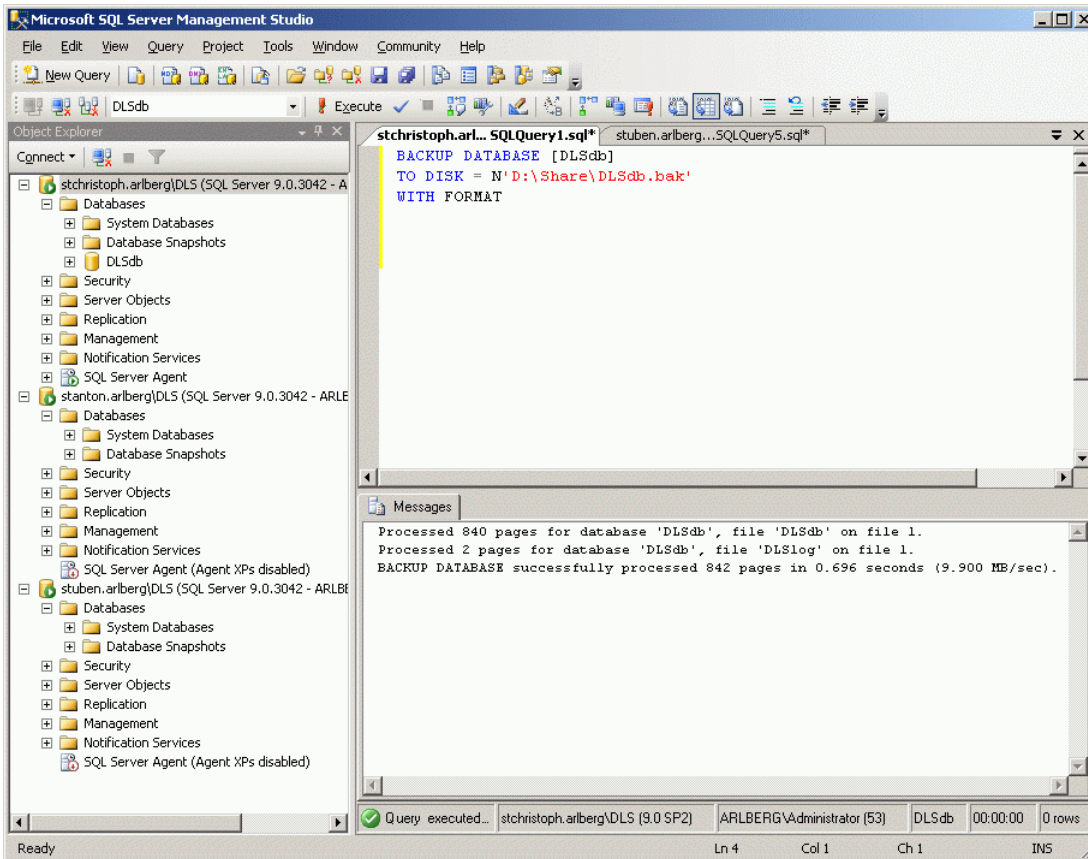 Microsoft SQL Server Management Studio
File Edit View Query Project Tools Window Community Help
New Query
DLSdb Execute
Object Explorer
Connect
stchristoph.arlberg\DLS (SQL Server 9.0.3042 - A
Databases
System Databases
Database Snapshots
DLSdb
Security
Server Objects
Replication
Management
Notification Services
SQL Server Agent
stanton.arlberg\DLS (SQL Server 9.0.3042 - ARLB
Databases
System Databases
Database Snapshots
Security
Server Objects
Replication
Management
Notification Services
SQL Server Agent (Agent XPs disabled)
stuben.arlberg\DLS (SQL Server 9.0.3042 - ARLBE
Databases
System Databases
Database Snapshots
Security
Server Objects
Replication
Management
Notification Services
SQL Server Agent (Agent XPs disabled)
stchristoph.arl... SQLQuery1.sql* stuben.arlberg...SQLQuery5.sql*
BACKUP DATABASE [DLSdb]
TO DISK = N'D:\Share\DLSdb.bak'
WITH FORMAT
Messages
Processed 840 pages for database 'DLSdb', file 'DLSdb' on file 1.
Processed 2 pages for database 'DLSdb', file 'DLSlog' on file 1.
BACKUP DATABASE successfully processed 842 pages in 0.696 seconds (9.900 MB/sec).
Query executed... stchristoph.arlberg\DLS (9.0 SP2) ARLBERG\Administrator (53) DLSdb 00:00:00 0 rows
Ready Ln 4 Col 1 Ch 1 INS